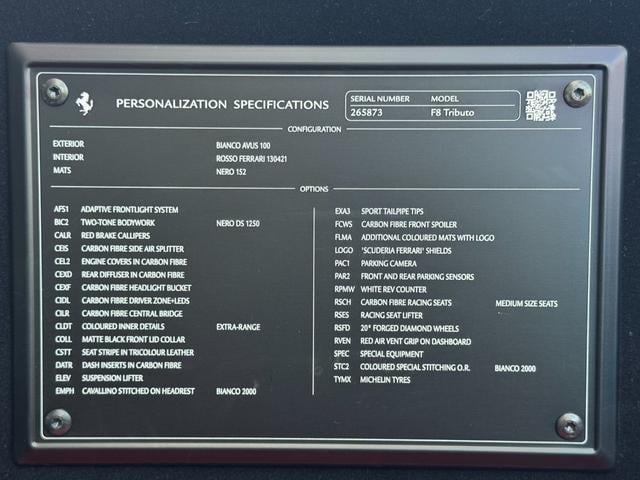 PERSONALIZATION SPECIFICATIONS
SERIAL NUMBER MODEL
265873 F8 Tributo
CONFIGURATION
EXTERIOR BIANCO AVUS 100
INTERIOR ROSSO FERRARI 130421
MATS NERO 152
OPTIONS
AFS1 ADAPTIVE FRONTLIGHT SYSTEM
BIC2 TWO-TONE BODYWORK NERO DS 1250
CALR RED BRAKE CALLIPERS
CEIS CARBON FIBRE SIDE AIR SPLITTER
CEL2 ENGINE COVERS IN CARBON FIBRE
CEXD REAR DIFFUSER IN CARBON FIBRE
CEXF CARBON FIBRE HEADLIGHT BUCKET
CIDL CARBON FIBRE DRIVER ZONE+LEDS
CILR CARBON FIBRE CENTRAL BRIDGE
CLDT COLOURED INNER DETAILS EXTRA-RANGE
COLL MATTE BLACK FRONT LID COLLAR
CSTT SEAT STRIPE IN TRICOLOUR LEATHER
DATR DASH INSERTS IN CARBON FIBRE
ELEV SUSPENSION LIFTER
EMPH CAVALLINO STITCHED ON HEADREST BIANCO 2000
EXA3 SPORT TAILPIPE TIPS
FCWS CARBON FIBRE FRONT SPOILER
FLMA ADDITIONAL COLOURED MATS WITH LOGO
LOGO 'SCUDERIA FERRARI' SHIELDS
PAC1 PARKING CAMERA
PAR2 FRONT AND REAR PARKING SENSORS
RPMW WHITE REV COUNTER
RSCH CARBON FIBRE RACING SEATS MEDIUM SIZE SEATS
RSES RACING SEAT LIFTER
RSFD 20" FORGED DIAMOND WHEELS
RVEN RED AIR VENT GRIP ON DASHBOARD
SPEC SPECIAL EQUIPMENT
STC2 COLOURED SPECIAL STITCHING O.R. BIANCO 2000
TYMX MICHELIN TYRES